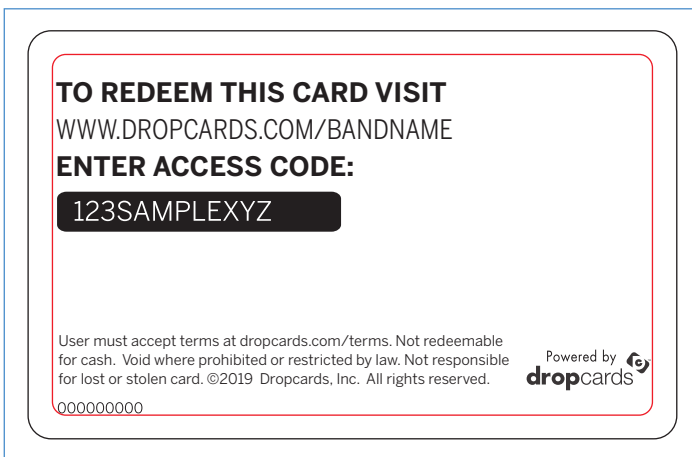 TO REDEEM THIS CARD VISIT
WWW.DROPCARDS.COM/BANDNAME
ENTER ACCESS CODE:
123SAMPLEXYZ
User must accept terms at dropcards.com/terms. Not redeemable
for cash. Void where prohibited or restricted by law. Not responsible
for lost or stolen card. ©2019 Dropcards, Inc. All rights reserved.
Powered by
dropcards
000000000